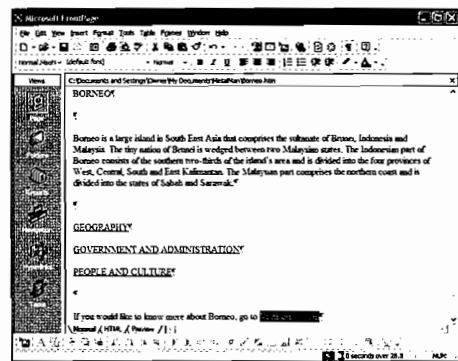 Microsoft FrontPage
File Edit View Insert Format Tools Table Frames Window Help
Normal (default font) Normal B I U
Views C:\Documents and Settings\Owner\My Documents\MetalMan\Borneo.htm
BORNEO¶
¶
Borneo is a large island in South East Asia that comprises the sultanate of Brunei, Indonesia and
Malaysia. The tiny nation of Brunei is wedged between two Malaysian states. The Indonesian part of
Borneo consists of the southern two-thirds of the island's area and is divided into the four provinces of
West, Central, South and East Kalimantan. The Malaysian part comprises the northern coast and is
divided into the states of Sabah and Sarawak.¶
¶
GEOGRAPHY¶
GOVERNMENT AND ADMINISTRATION¶
PEOPLE AND CULTURE¶
¶
If you would like to know more about Borneo, go to
Normal HTML Preview
seconds over 28.8 NUM